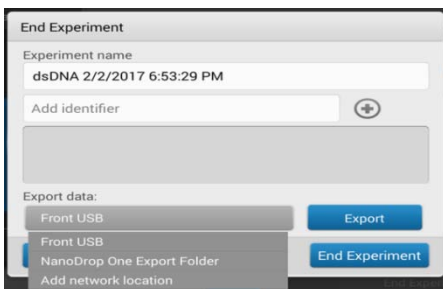 End Experiment
Experiment name
dsDNA 2/2/2017 6:53:29 PM
Add identifier
Export data:
Front USB
Export
Front USB
NanoDrop One Export Folder
End Experiment
Add network location